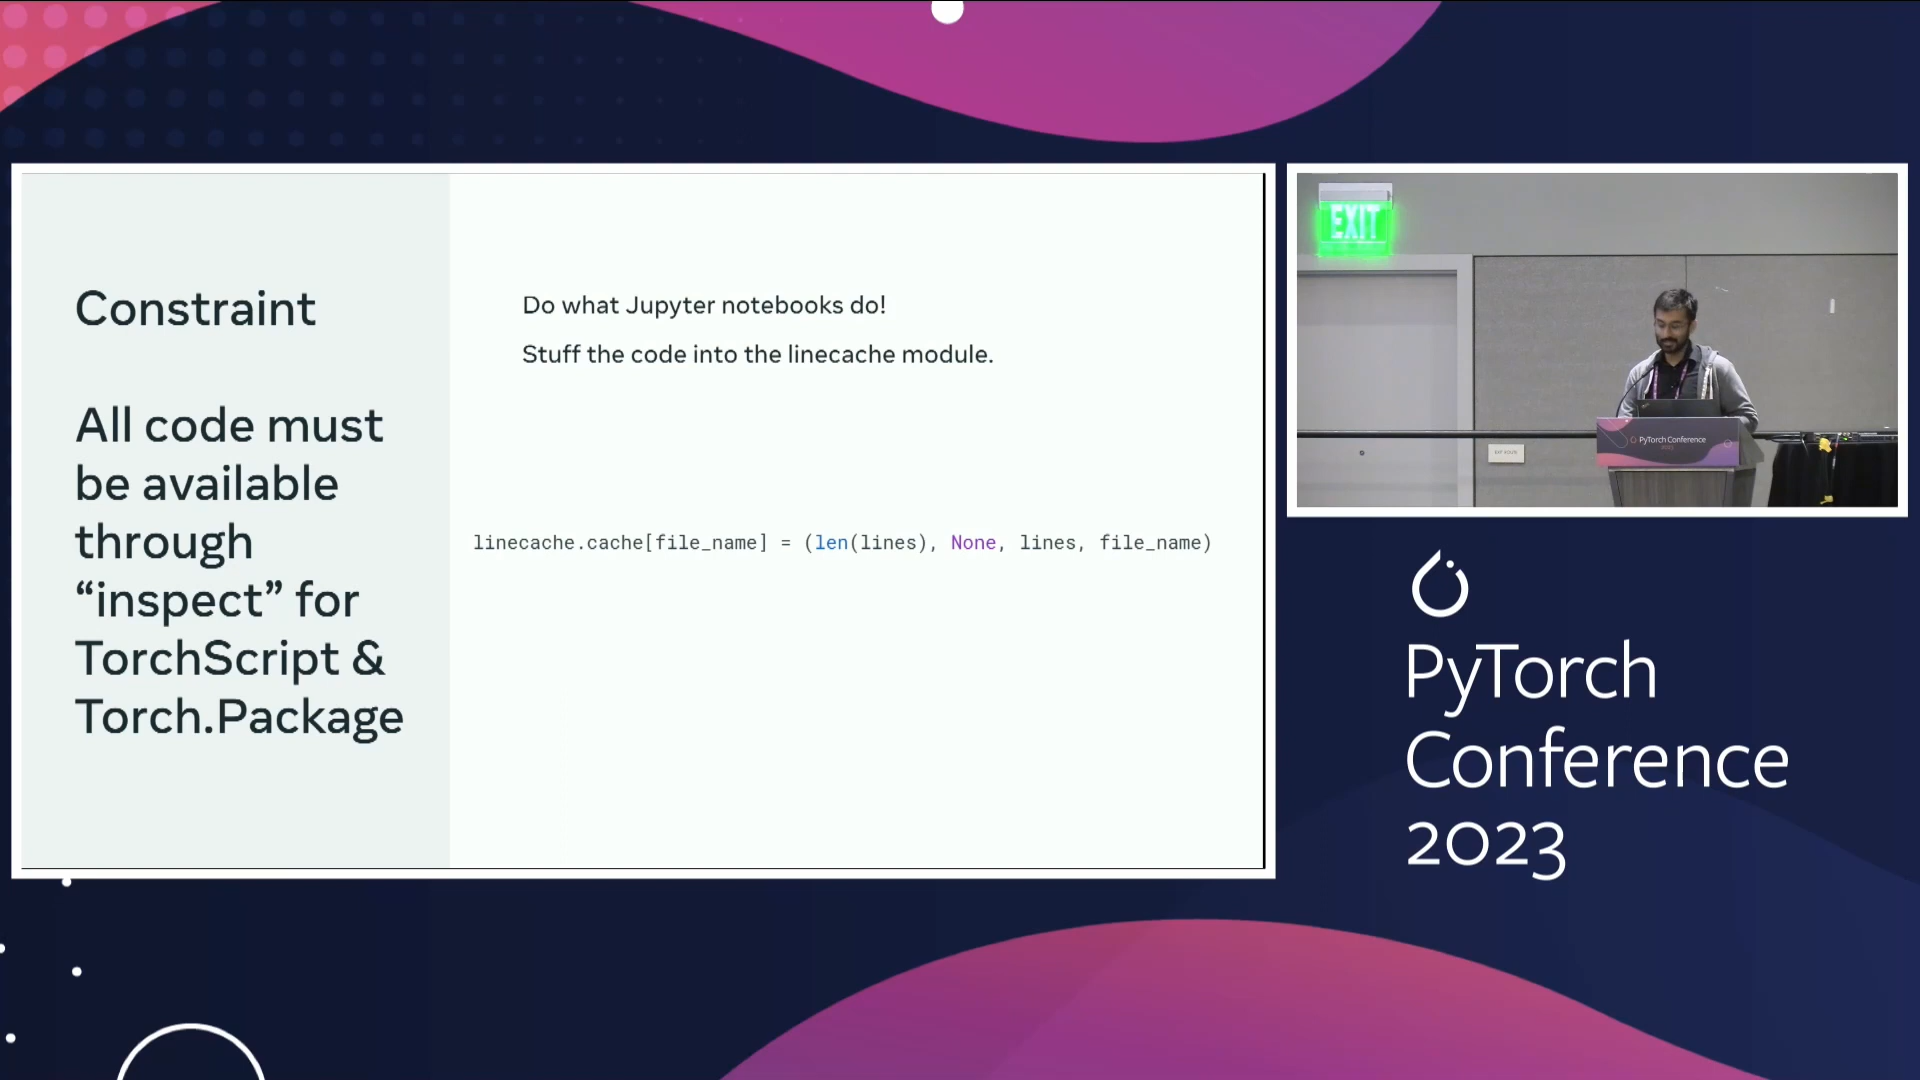 Constraint
All code must
be available
through
“inspect” for
TorchScript &
Torch.Package
Do what Jupyter notebooks do!
Stuff the code into the linecache module.
linecache.cache[file_name] = (len(lines), None, lines, file_name)
EXIT
PyTorch Conference
2023
PyTorch
Conference
2023